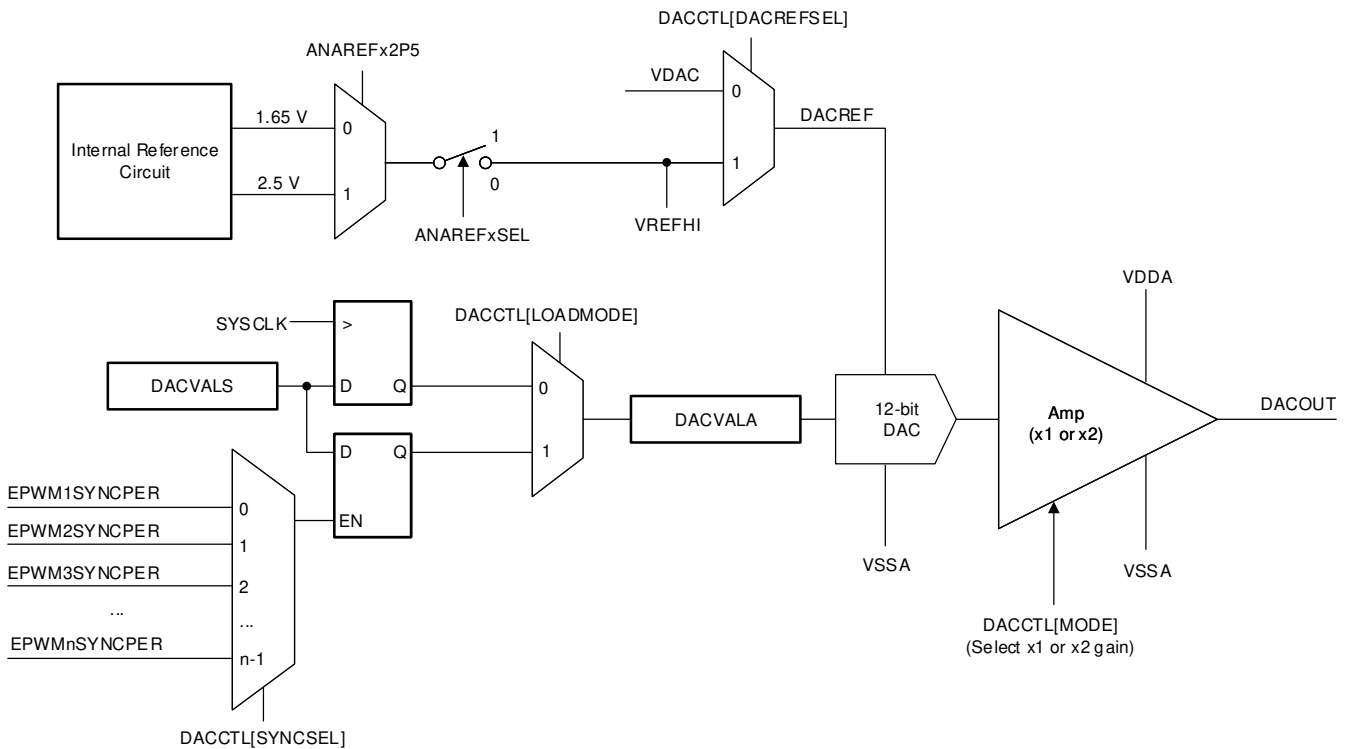 DACCTL[DACREFSEL]
ANAREFx2P5
VDAC
0
1.65 V
0
DACREF
Internal Reference
Circuit
1
1
2.5 V
1
0
VREFHI
ANAREFxSEL
VDDA
SYSCLK
>
DACCTL[LOADMODE]
DACVALS
D
Q
0
DACVALA
12-bit
DAC
Amp
(x1 or x2)
DACOUT
D
Q
1
EPWM1SYNCPER
0
EN
EPWM2SYNCPER
1
EPWM3SYNCPER
2
...
...
EPWMnSYNCPER
n-1
VSSA
VSSA
DACCTL[MODE]
(Select x1 or x2 gain)
DACCTL[SYNCSEL]